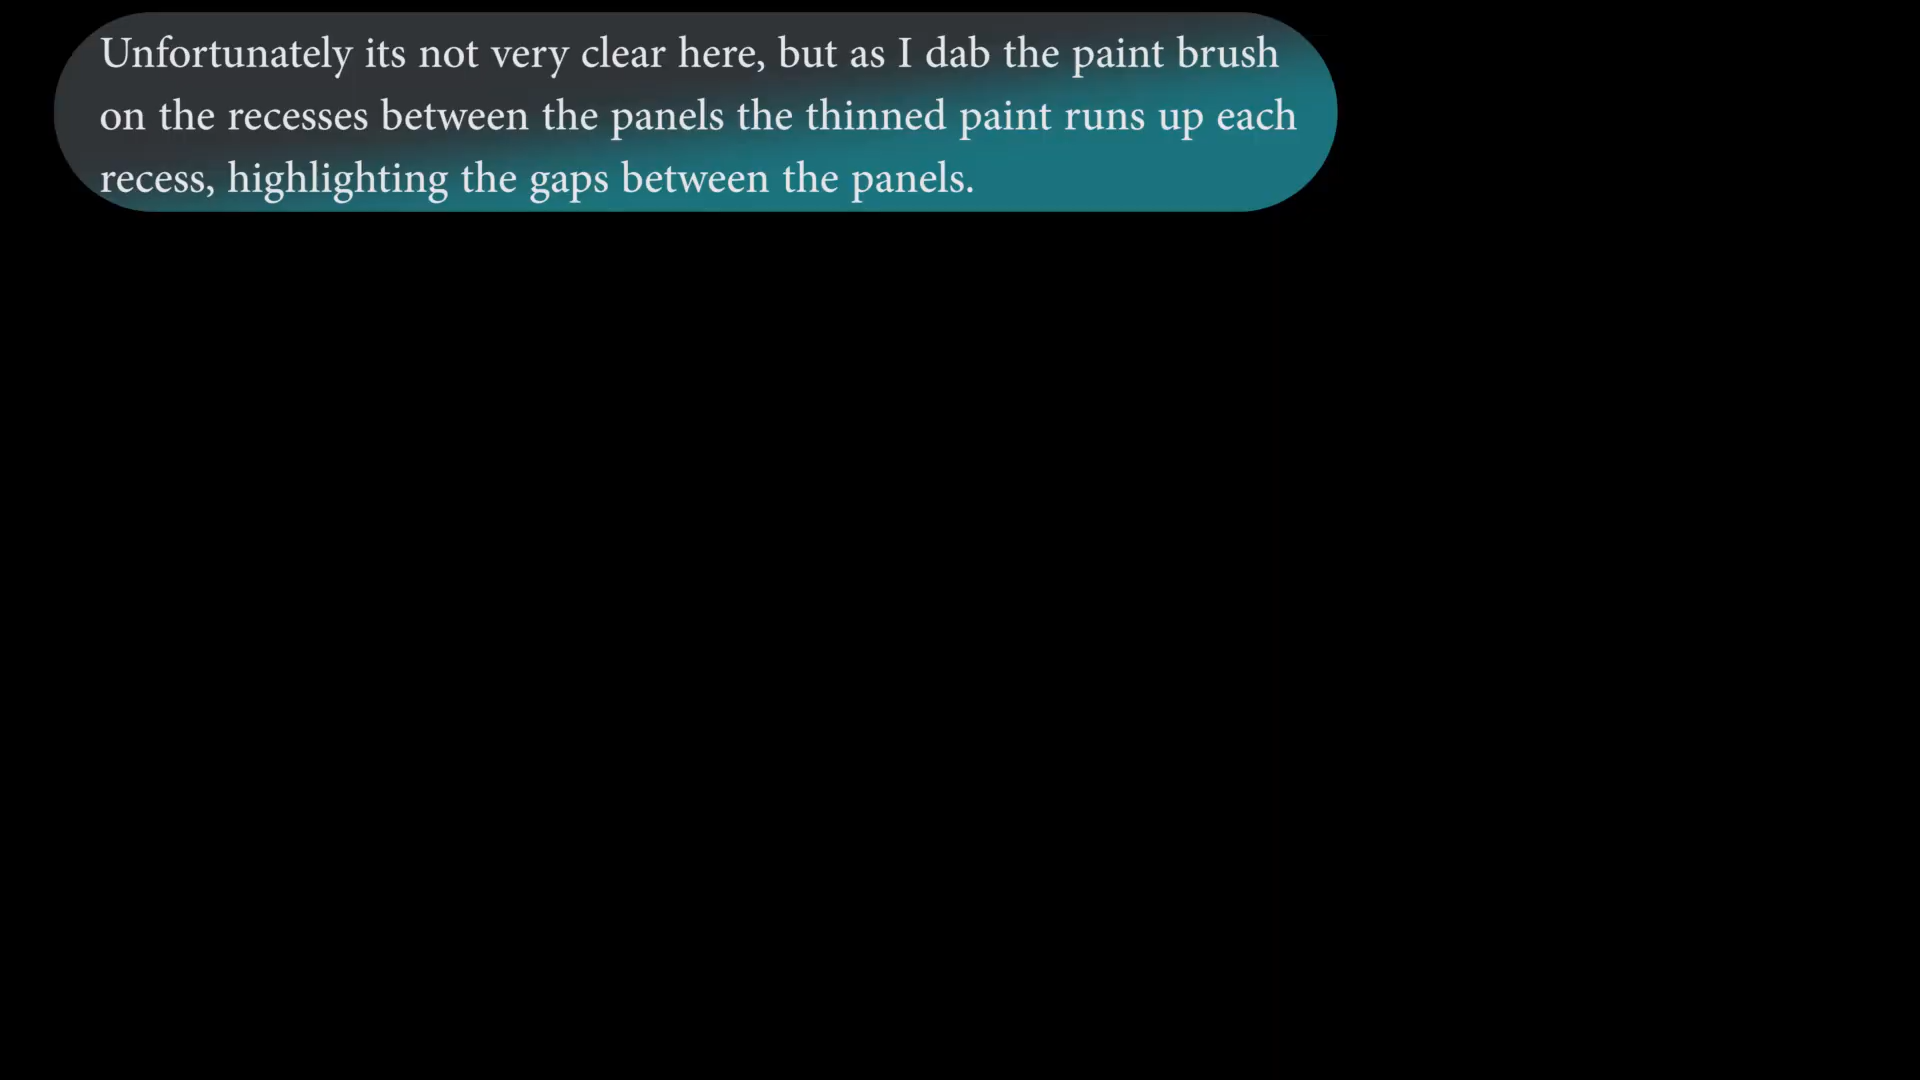 Unfortunately its not very clear here, but as I dab the paint brush
on the recesses between the panels the thinned paint runs up each
recess, highlighting the gaps between the panels.